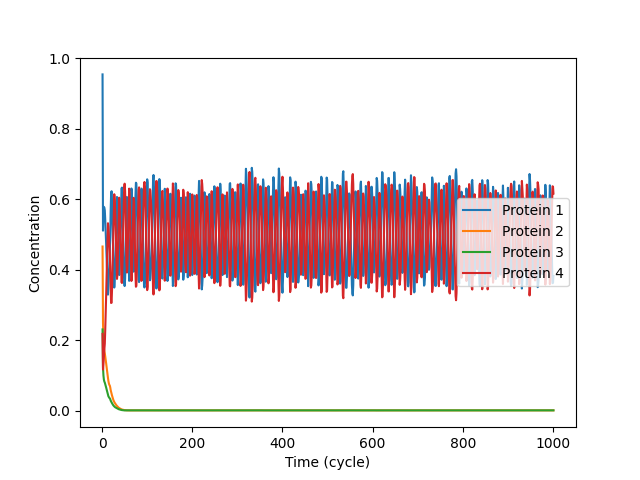 1.0
0.8
0.6
0.4
0.2
0.0
Concentration
Protein 1
Protein 2
Protein 3
Protein 4
0 200 400 600 800 1000
Time (cycle)